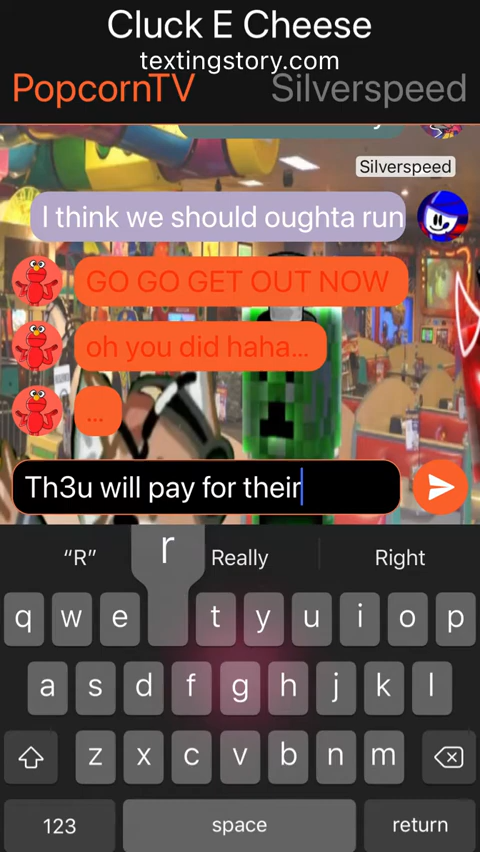 Cluck E Cheese
textingstory.com
PopcornTV Silverspeed
Silverspeed
I think we should oughta run
GO GO GET OUT NOW
oh you did haha...
...
Th3u will pay for their
“R” r Really Right
q w e t y u i o p
a s d f g h j k l
z x c v b n m
123 space return